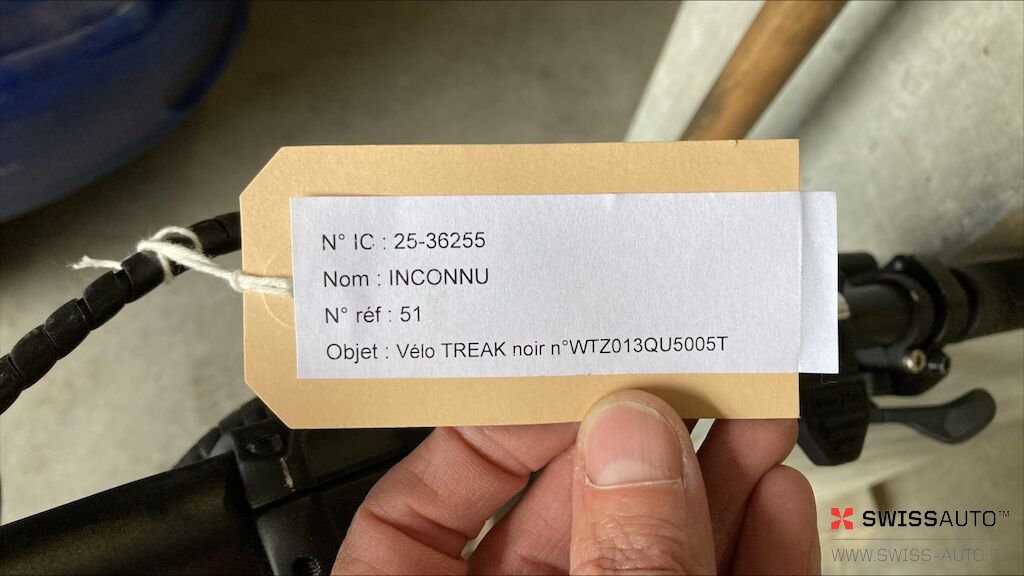 N° IC : 25-36255
Nom : INCONNU
N° réf : 51
Objet : Vélo TREAK noir n°WTZ013QU5005T
SWISSAUTO™
WWW.SWISS-AUTO.RU